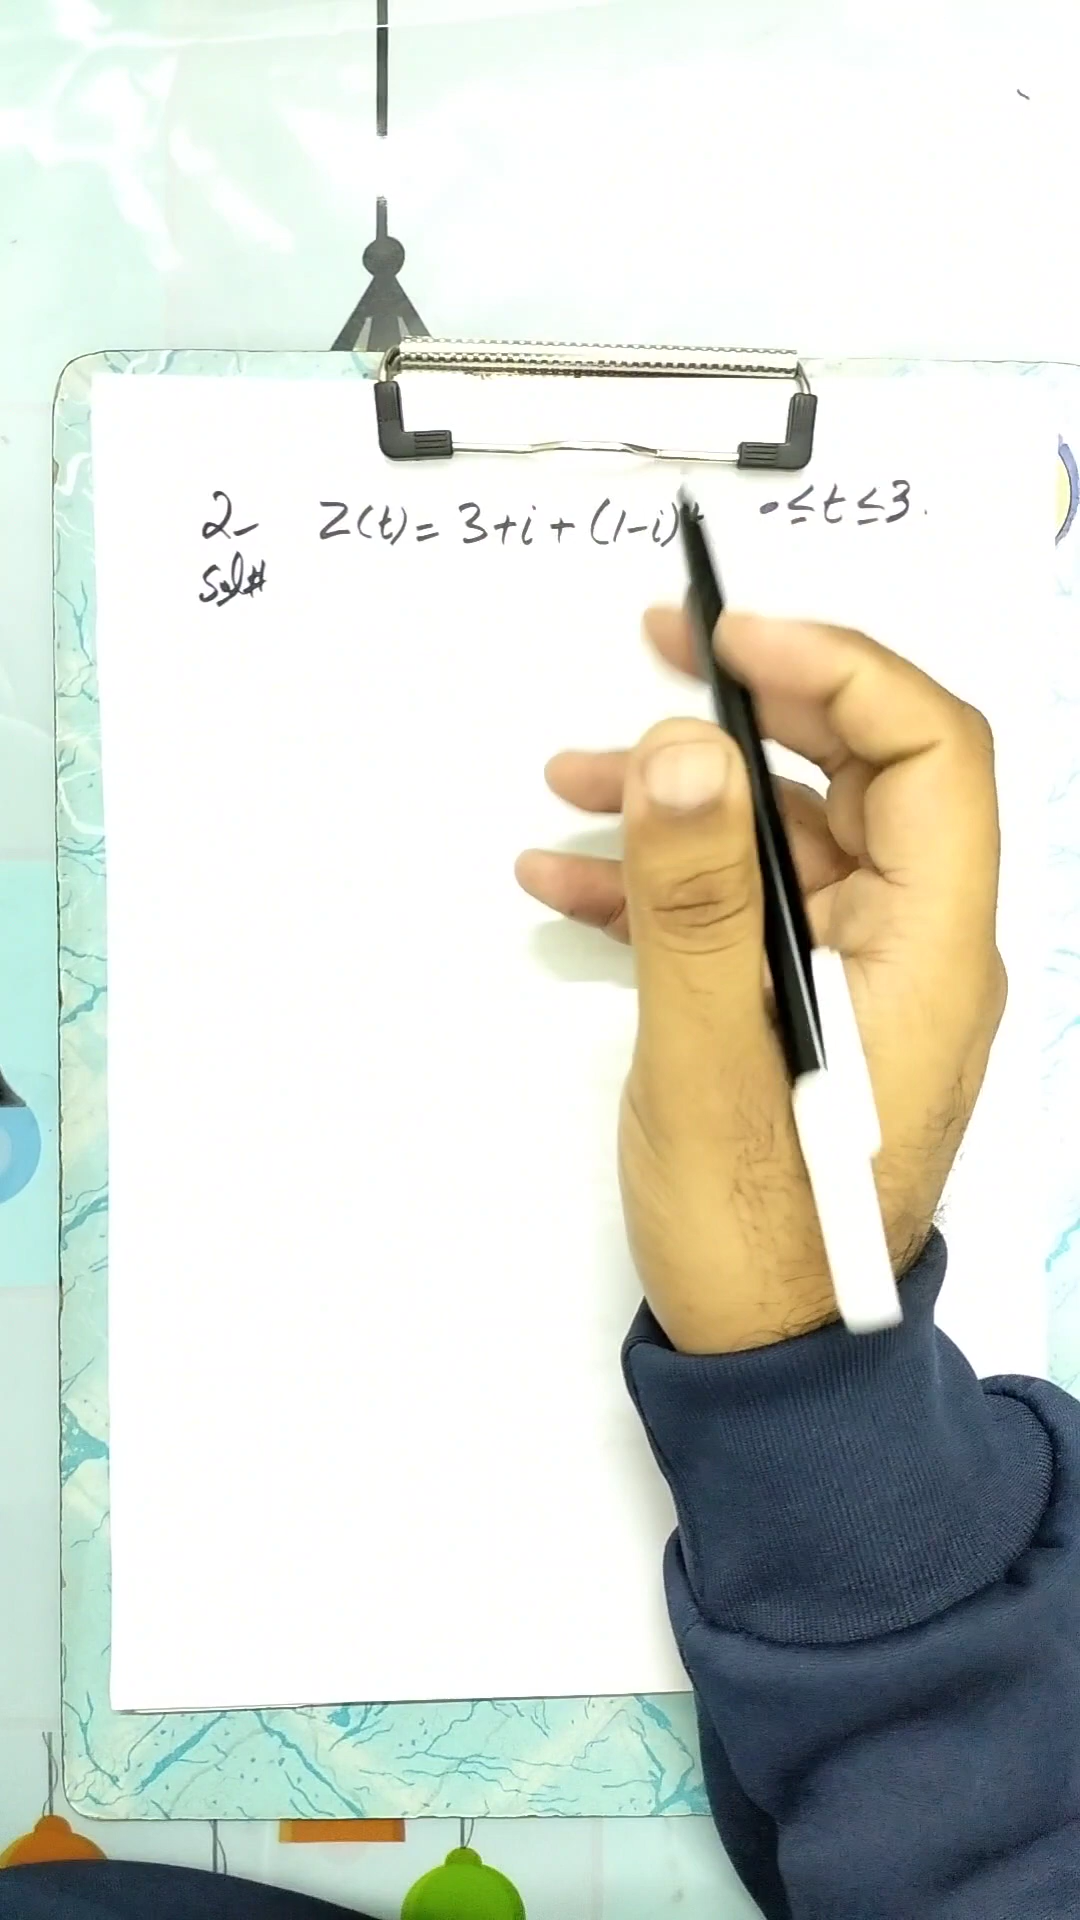 2- Z(t) = 3+i + (1-i)t 0≤t≤3.
Sol#